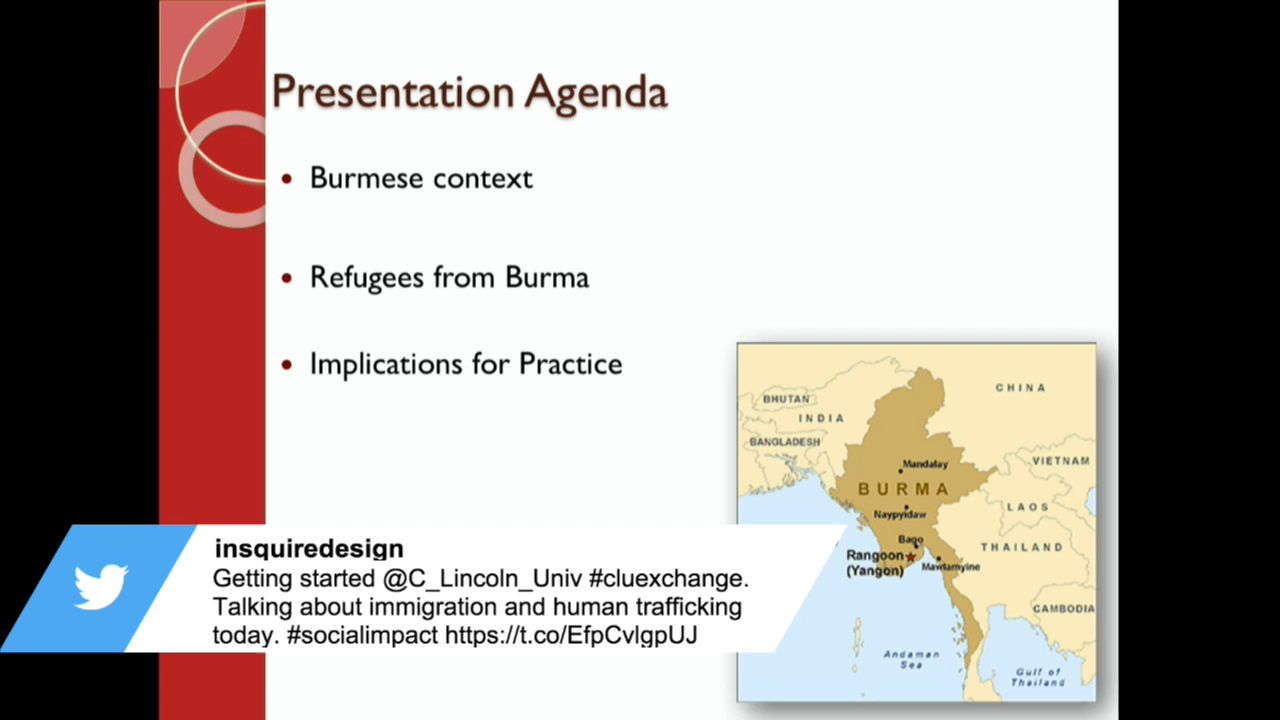 Presentation Agenda
• Burmese context
• Refugees from Burma
• Implications for Practice
CHINA
BHUTAN
INDIA
BANGLADESH
VIETNAM
Mandalay
BURMA
LAOS
Naypyidaw
Bago
THAILAND
Rangoon
(Yangon)
Mawlamyine
CAMBODIA
Andaman
Sea
Gulf of
Thailand
insquiredesign
Getting started @C_Lincoln_Univ #cluexchange.
Talking about immigration and human trafficking
today. #socialimpact https://t.co/EfpCvlgpUJ